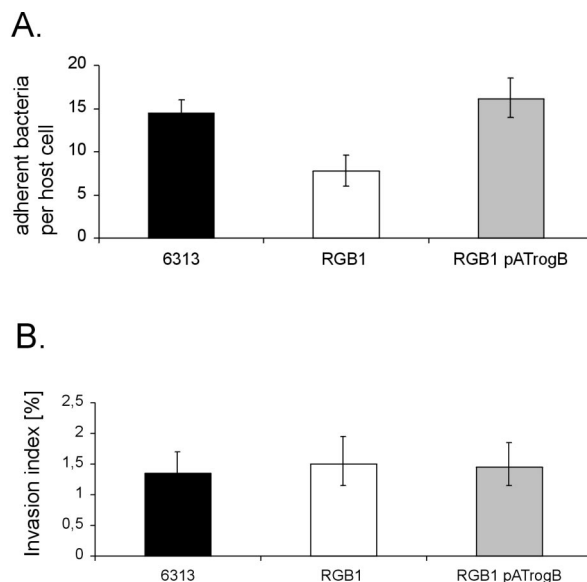 A.
adherent bacteria
per host cell
20
15
10
5
0
6313 RGB1 RGB1 pATrogB
B.
Invasion index [%]
2,5
2
1,5
1
0,5
0
6313 RGB1 RGB1 pATrogB